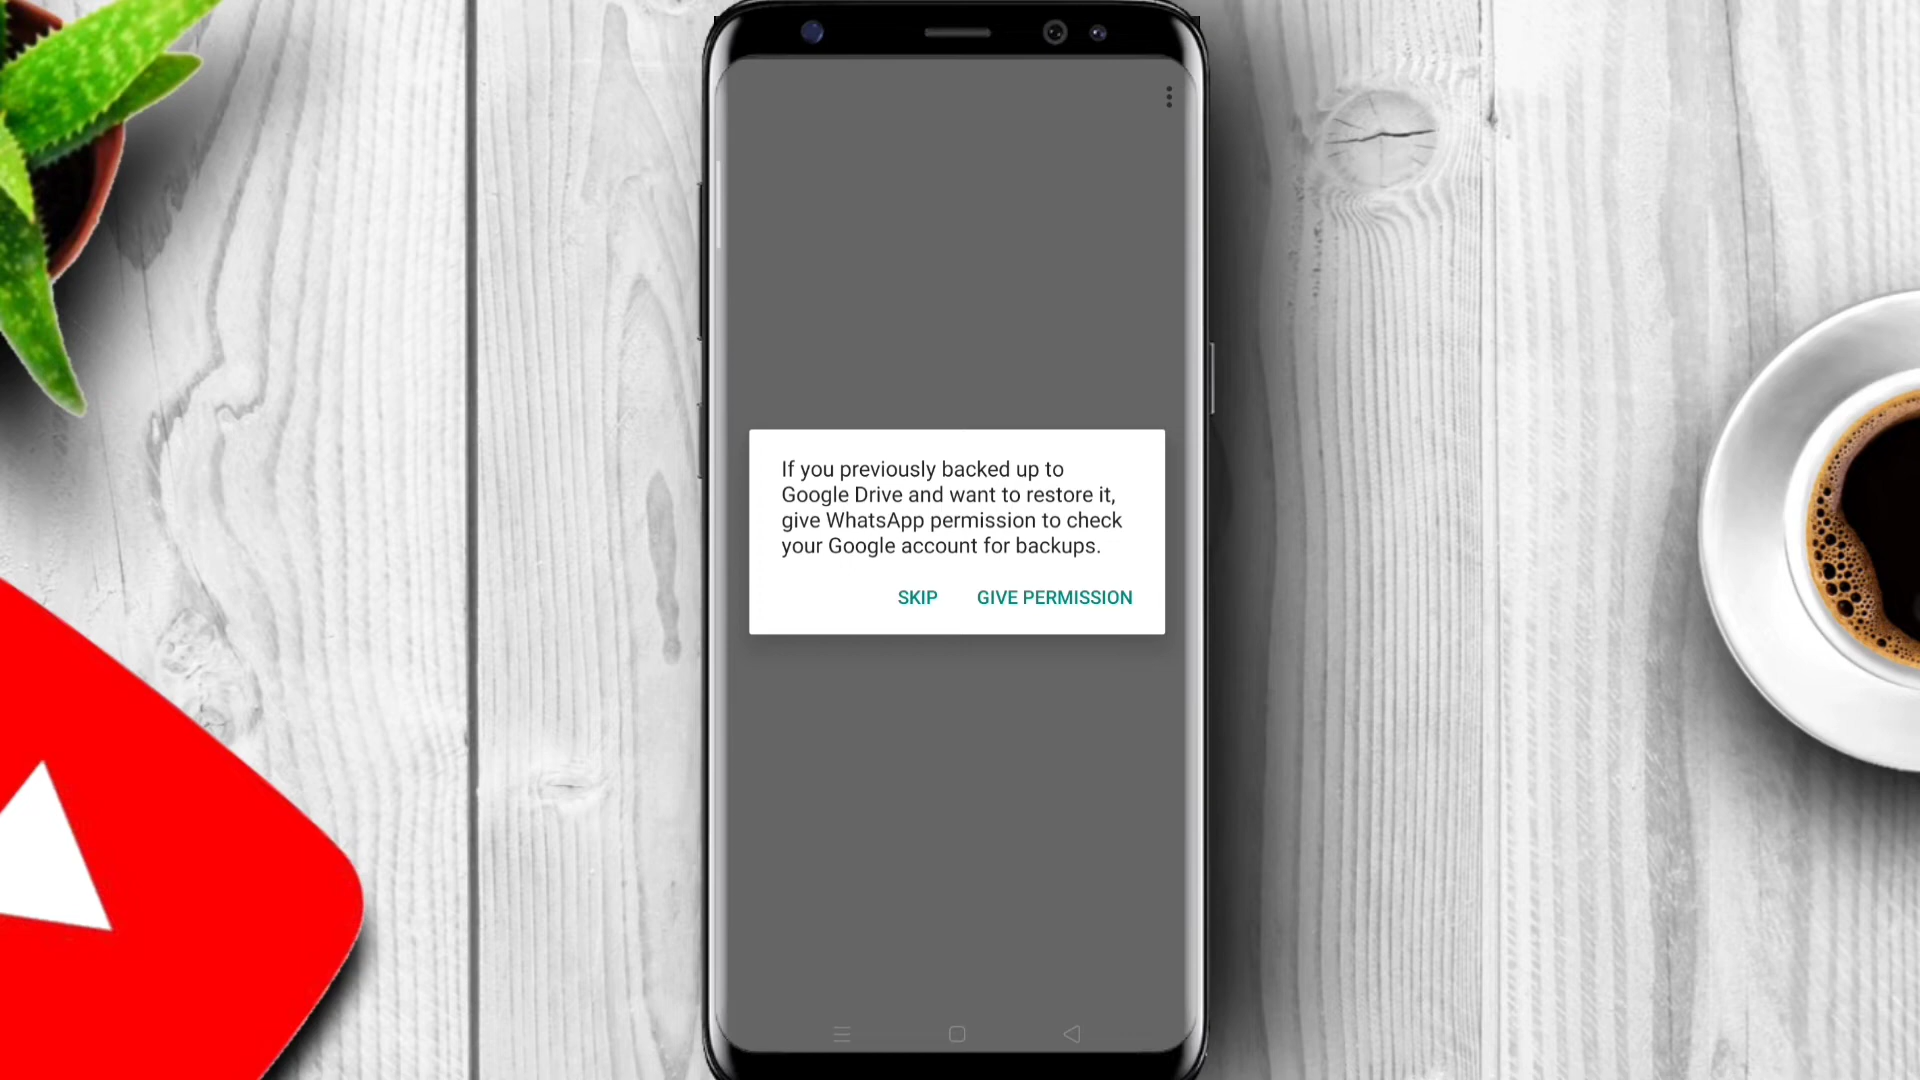 If you previously backed up to
Google Drive and want to restore it,
give WhatsApp permission to check
your Google account for backups.
SKIP GIVE PERMISSION